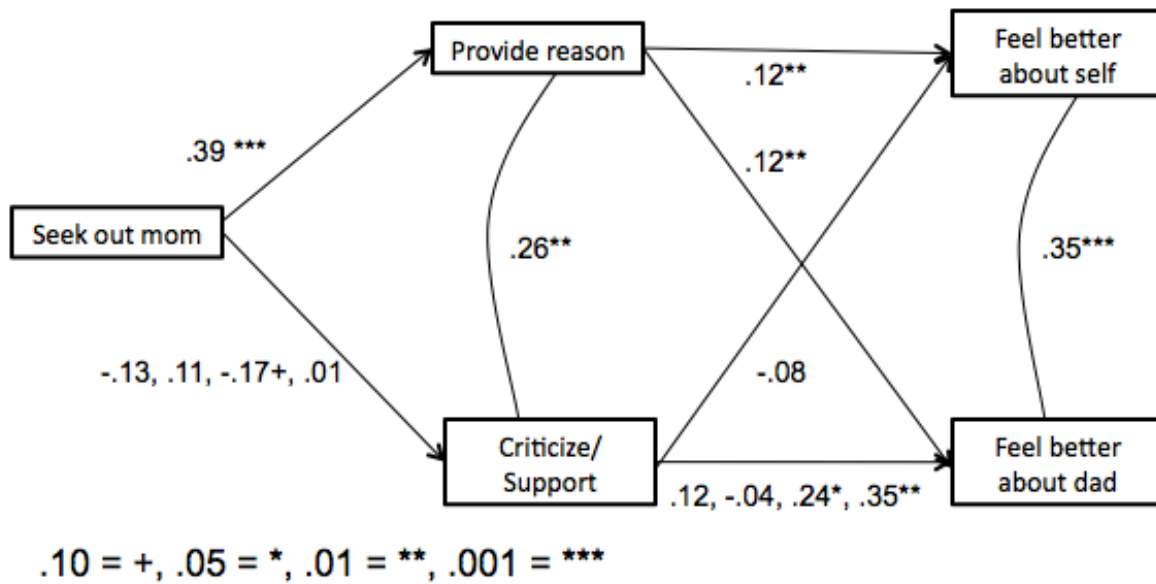 Provide reason
Feel better
about self
.12**
.39 ***
.12**
Seek out mom
.26**
.35***
-.13, .11, -.17+, .01
-.08
Criticize/
Support
Feel better
about dad
.12, -.04, .24*, .35**
.10 = +, .05 = *, .01 = **, .001 = ***